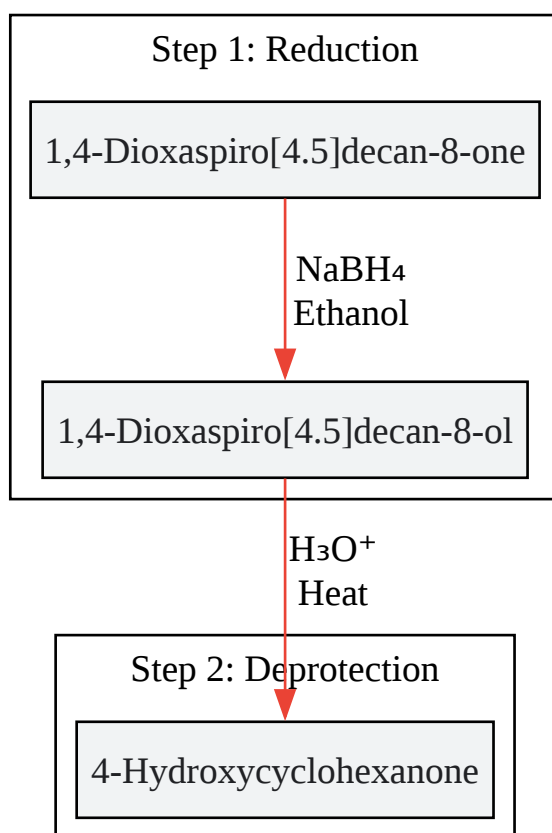 Step 1: Reduction
1,4-Dioxaspiro[4.5]decan-8-one
NaBH₄
Ethanol
1,4-Dioxaspiro[4.5]decan-8-ol
H₃O⁺
Heat
Step 2: Deprotection
4-Hydroxycyclohexanone